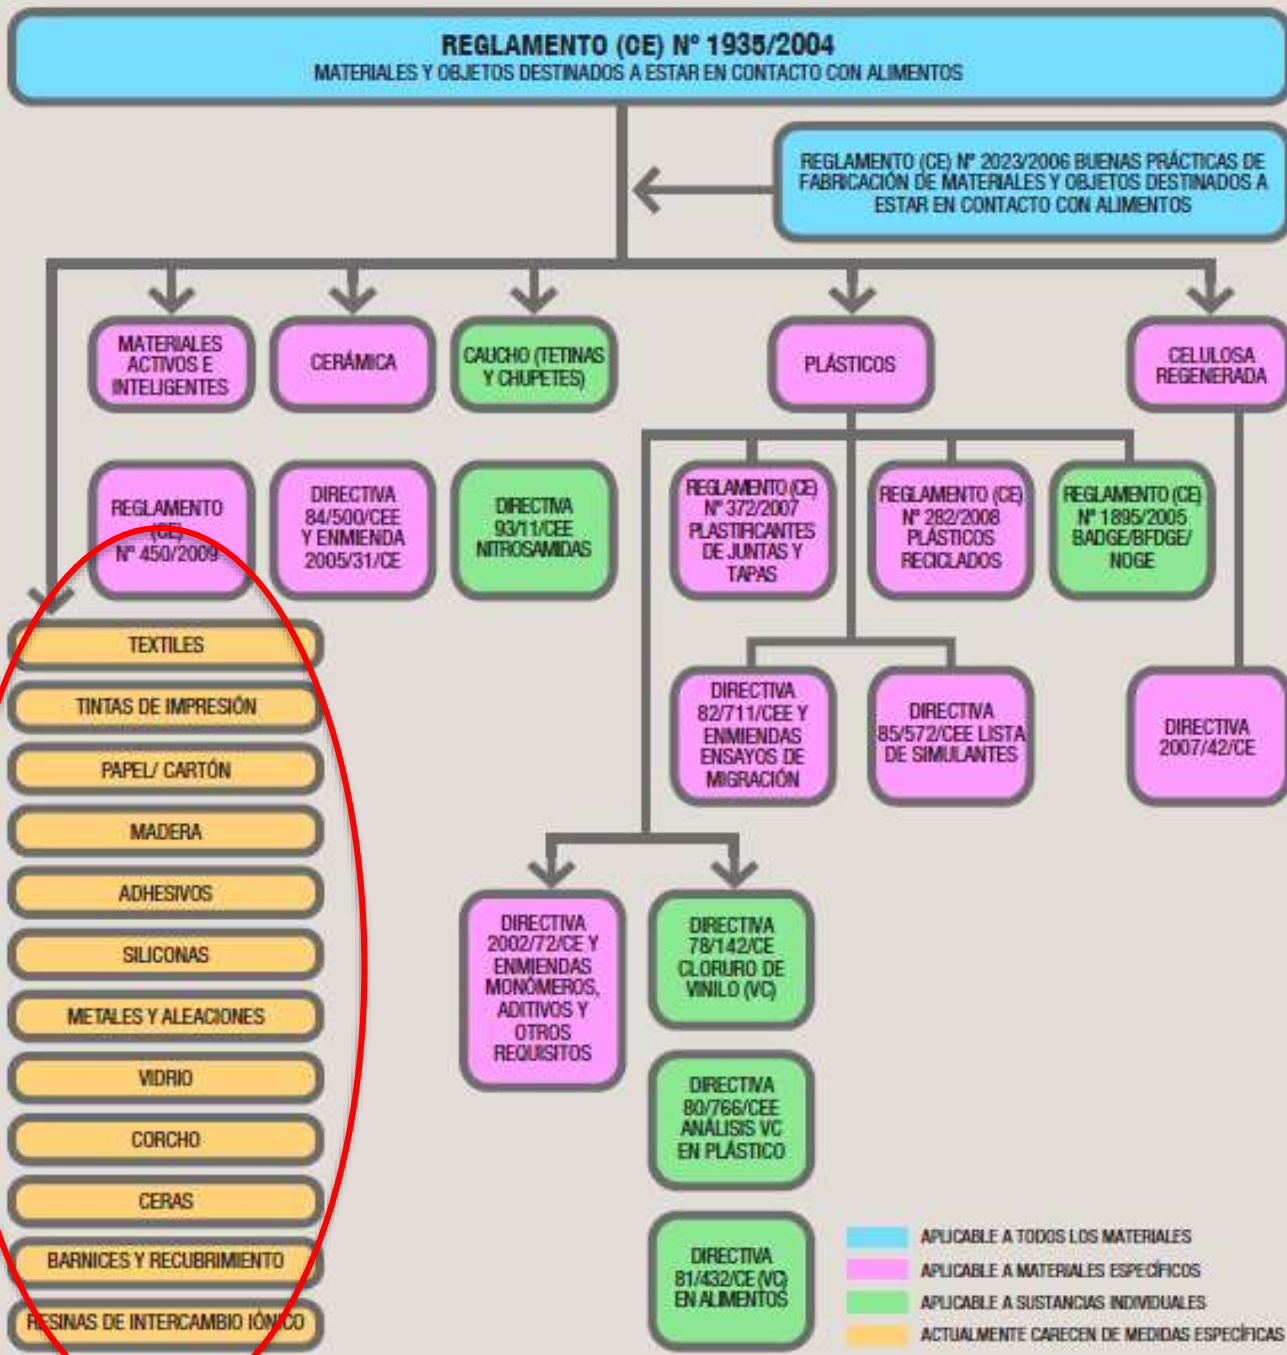 REGLAMENTO (CE) Nº 1935/2004
MATERIALES Y OBJETOS DESTINADOS A ESTAR EN CONTACTO CON ALIMENTOS
REGLAMENTO (CE) Nº 2023/2006 BUENAS PRÁCTICAS DE
FABRICACIÓN DE MATERIALES Y OBJETOS DESTINADOS A
ESTAR EN CONTACTO CON ALIMENTOS
MATERIALES
ACTIVOS E
INTELIGENTES
CERÁMICA
CAUCHO (TETINAS
Y CHUPETES)
PLÁSTICOS
CELULOSA
REGENERADA
REGLAMENTO
(CE)
Nº 450/2009
DIRECTIVA
84/500/CEE
Y ENMIENDA
2005/31/CE
DIRECTIVA
93/11/CEE
NITROSAMIDAS
REGLAMENTO (CE)
Nº 372/2007
PLASTIFICANTES
DE JUNTAS Y
TAPAS
REGLAMENTO (CE)
Nº 282/2008
PLÁSTICOS
RECICLADOS
REGLAMENTO (CE)
Nº 1895/2005
BADGE/BFDGE/
NOGE
TEXTILES
TINTAS DE IMPRESIÓN
PAPEL/ CARTÓN
MADERA
ADHESIVOS
SILICONAS
METALES Y ALEACIONES
VIDRIO
CORCHO
CERAS
BARNICES Y RECUBRIMIENTO
RESINAS DE INTERCAMBIO IÓNICO
DIRECTIVA
82/711/CEE Y
ENMIENDAS
ENSAYOS DE
MIGRACIÓN
DIRECTIVA
85/572/CEE LISTA
DE SIMULANTES
DIRECTIVA
2007/42/CE
DIRECTIVA
2002/72/CE Y
ENMIENDAS
MONÓMEROS,
ADITIVOS Y
OTROS
REQUISITOS
DIRECTIVA
78/142/CE
CLORURO DE
VINILO (VC)
DIRECTIVA
80/766/CEE
ANÁLISIS VC
EN PLÁSTICO
DIRECTIVA
81/432/CE (VC)
EN ALIMENTOS
APLICABLE A TODOS LOS MATERIALES
APLICABLE A MATERIALES ESPECÍFICOS
APLICABLE A SUSTANCIAS INDIVIDUALES
ACTUALMENTE CARECEN DE MEDIDAS ESPECÍFICAS